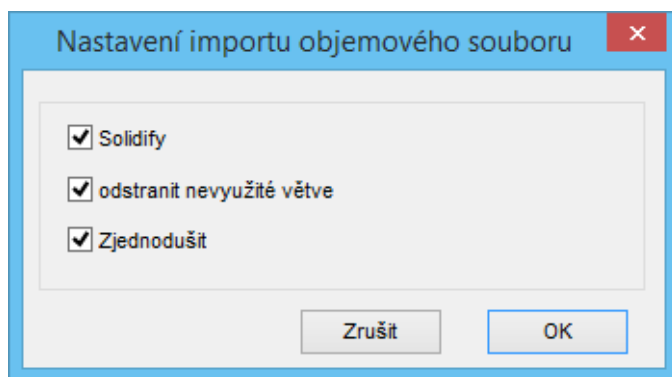 Nastavení importu objemového souboru
Solidify
odstranit nevyužité větve
Zjednodušit
Zrušit
OK